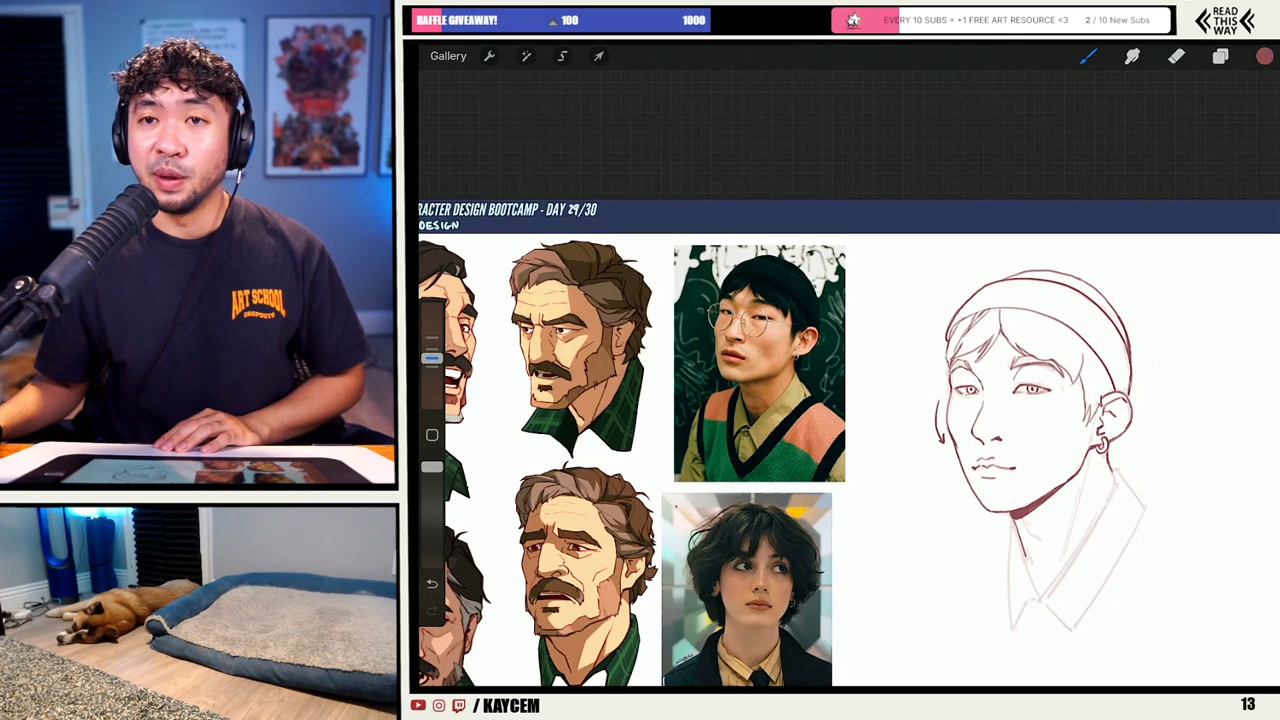 RAFFLE GIVEAWAY!
100
1000
EVERY 10 SUBS = +1 FREE ART RESOURCE <3
2 / 10 New Subs
READ
THIS
WAY
Gallery
RACTER DESIGN BOOTCAMP - DAY 29/30
DESIGN
ART SCHOOL
DROPOUTS
/ KAYCEM
13